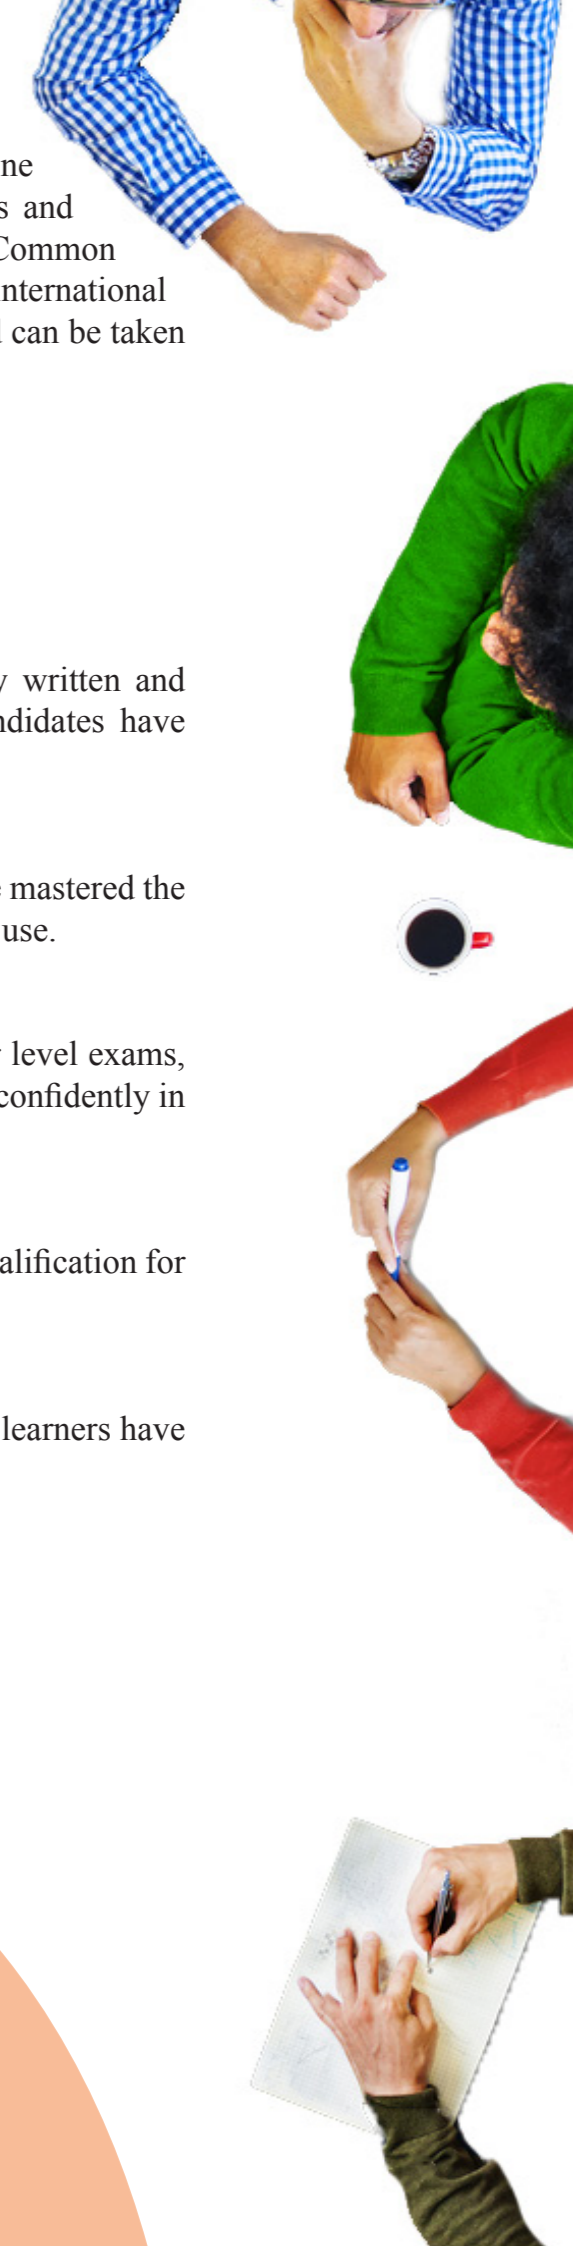 ne
s and
Common
international
d can be taken
y written and
ndidates have
e mastered the
use.
r level exams,
confidently in
alification for
learners have